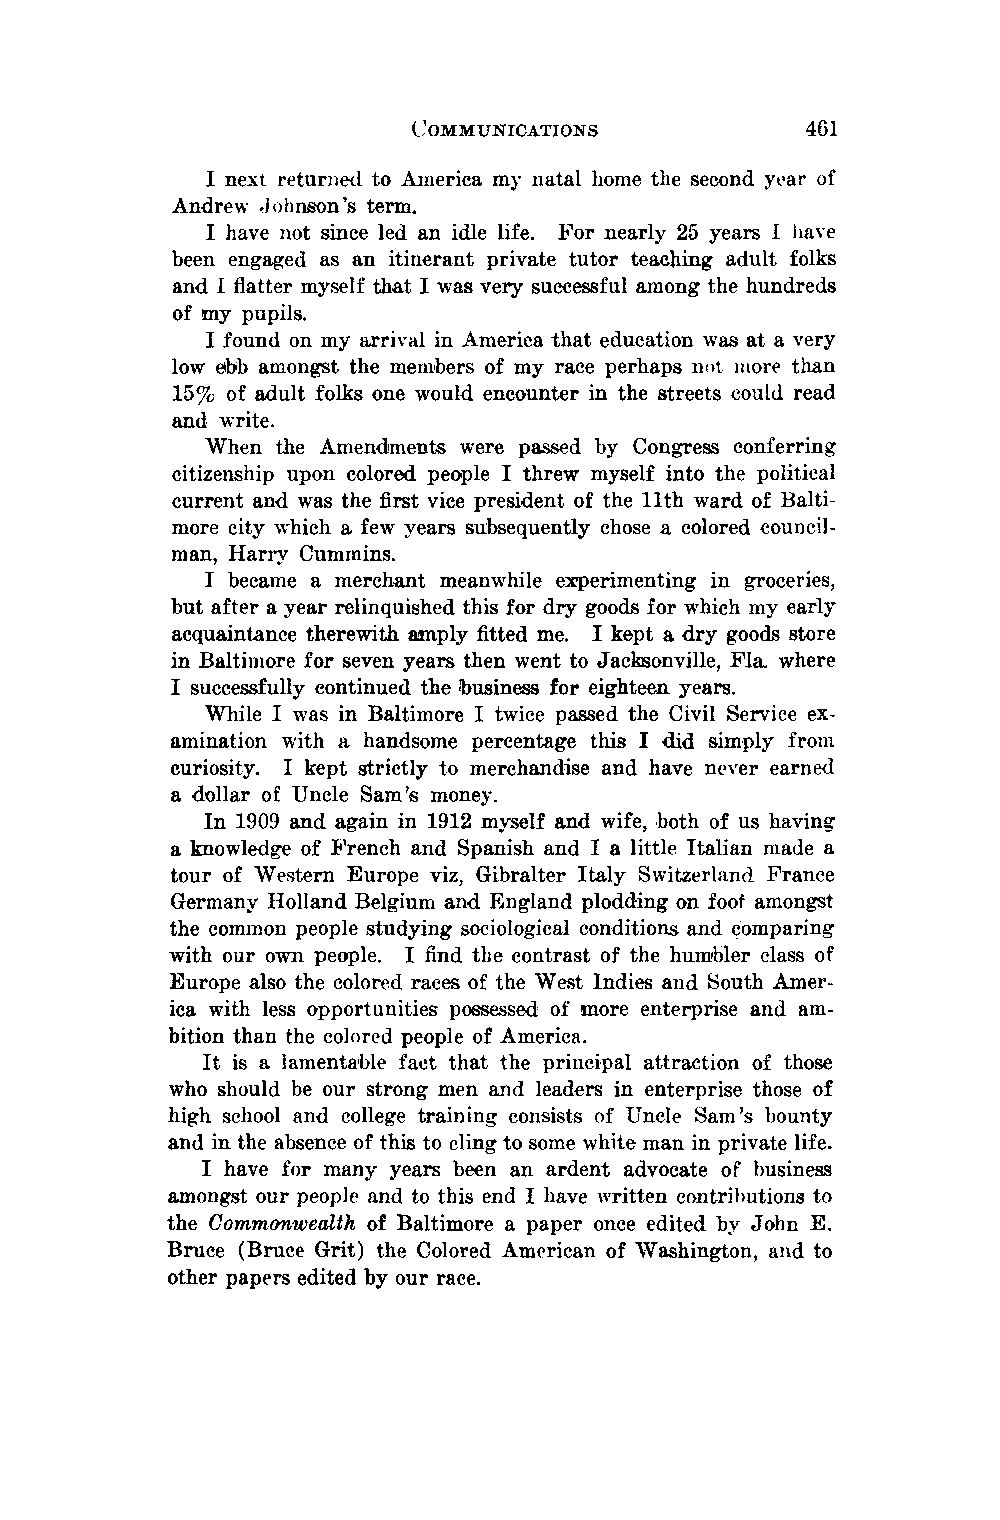 COMMUNICATIONS 461
I next returned to America my natal home the second year of
Andrew Johnson's term.
I have not since led an idle life. For nearly 25 years I have
been engaged as an itinerant private tutor teaching adult folks
and I flatter myself that I was very successful among the hundreds
of my pupils.
I found on my arrival in America that education was at a very
low ebb amongst the members of my race perhaps not more than
15% of adult folks one would encounter in the streets could read
and write.
When the Amendments were passed by Congress conferring
citizenship upon colored people I threw myself into the political
current and was the first vice president of the 11th ward of Balti-
more city which a few years subsequently chose a colored council-
man, Harry Cummins.
I became a merchant meanwhile experimenting in groceries,
but after a year relinquished this for dry goods for which my early
acquaintance therewith amply fitted me. I kept a dry goods store
in Baltimore for seven years then went to Jacksonville, Fla. where
I successfully continued the business for eighteen years.
While I was in Baltimore I twice passed the Civil Service ex-
amination with a handsome percentage this I did simply from
curiosity. I kept strictly to merchandise and have never earned
a dollar of Uncle Sam's money.
In 1909 and again in 1912 myself and wife, both of us having
a knowledge of French and Spanish and I a little Italian made a
tour of Western Europe viz, Gibralter Italy Switzerland France
Germany Holland Belgium and England plodding on foot amongst
the common people studying sociological conditions and comparing
with our own people. I find the contrast of the humbler class of
Europe also the colored races of the West Indies and South Amer-
ica with less opportunities possessed of more enterprise and am-
bition than the colored people of America.
It is a lamentable fact that the principal attraction of those
who should be our strong men and leaders in enterprise those of
high school and college training consists of Uncle Sam's bounty
and in the absence of this to cling to some white man in private life.
I have for many years been an ardent advocate of business
amongst our people and to this end I have written contributions to
the Commonwealth of Baltimore a paper once edited by John E.
Bruce (Bruce Grit) the Colored American of Washington, and to
other papers edited by our race.